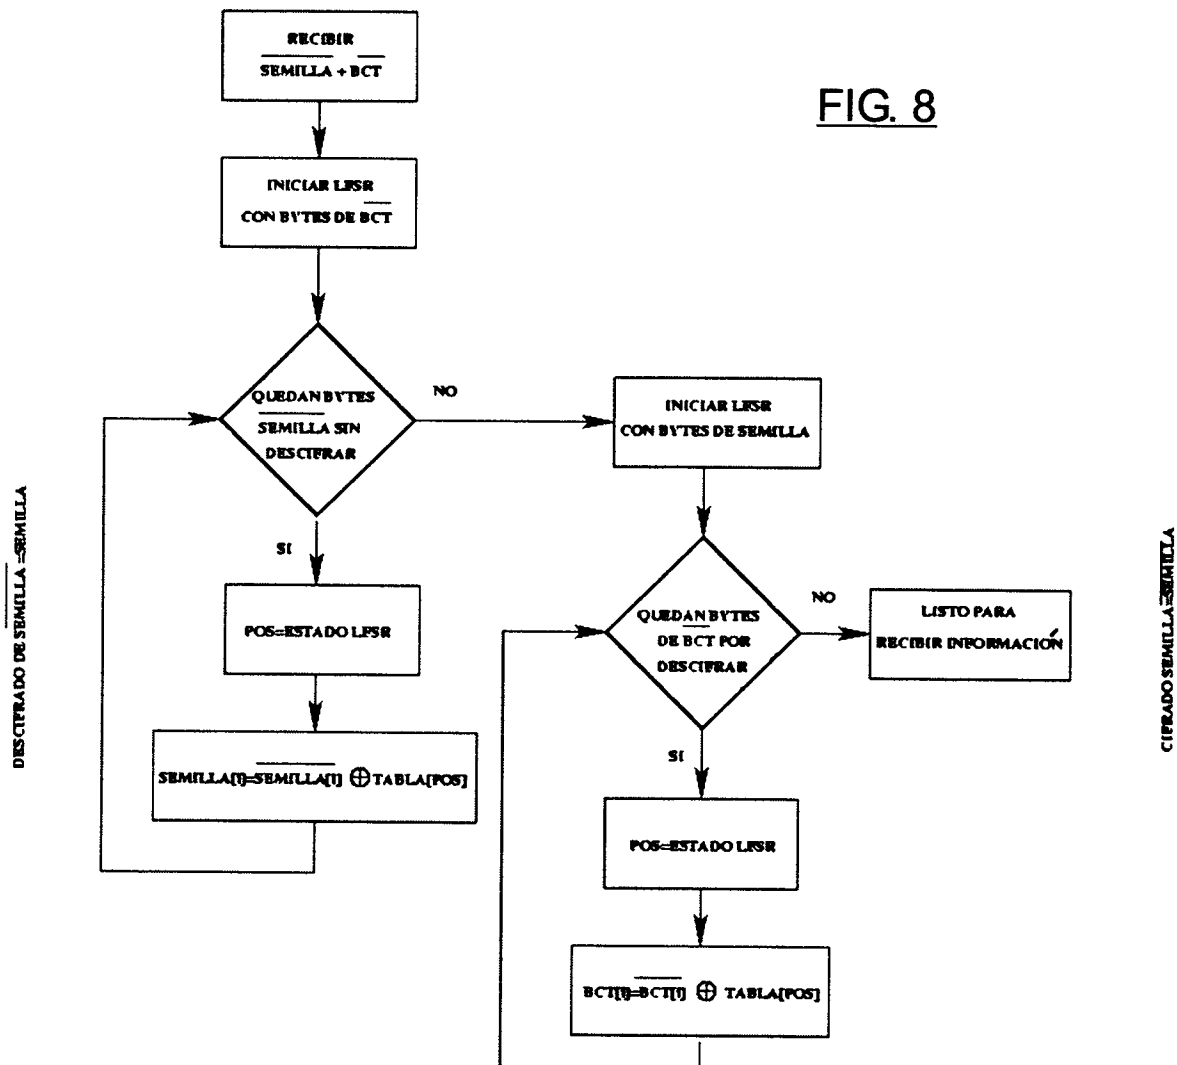 RECIBIR
SEMILLA + BCT
FIG. 8
INICIAR LFSR
CON BYTES DE BCT
QUEDAN BYTES
SEMILLA SIN
DESCIFRAR
NO
INICIAR LFSR
CON BYTES DE SEMILLA
SI
POS=ESTADO LFSR
SEMILLA[I]=SEMILLA[I] ⊕ TABLA[POS]
QUEDAN BYTES
DE BCT POR
DESCIFRAR
NO
LISTO PARA
RECIBIR INFORMACIÓN
SI
POS=ESTADO LFSR
BCT[I]=BCT[I] ⊕ TABLA[POS]
DESCIFRADO DE SEMILLA =SEMILLA
CIFRADO SEMILLA=SEMILLA